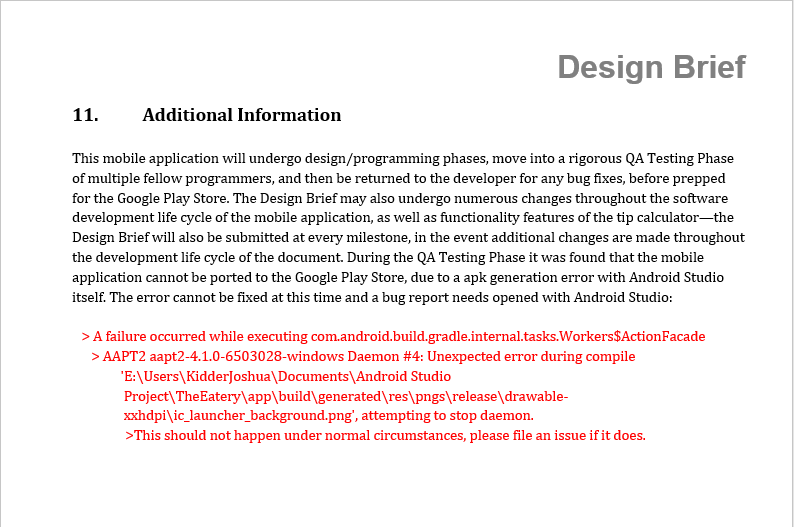 Design Brief
11. Additional Information
This mobile application will undergo design/programming phases, move into a rigorous QA Testing Phase
of multiple fellow programmers, and then be returned to the developer for any bug fixes, before prepped
for the Google Play Store. The Design Brief may also undergo numerous changes throughout the software
development life cycle of the mobile application, as well as functionality features of the tip calculator—the
Design Brief will also be submitted at every milestone, in the event additional changes are made throughout
the development life cycle of the document. During the QA Testing Phase it was found that the mobile
application cannot be ported to the Google Play Store, due to a apk generation error with Android Studio
itself. The error cannot be fixed at this time and a bug report needs opened with Android Studio:
> A failure occurred while executing com.android.build.gradle.internal.tasks.Workers$ActionFacade
> AAPT2 aapt2-4.1.0-6503028-windows Daemon #4: Unexpected error during compile
'E:\Users\KidderJoshua\Documents\Android Studio
Project\TheEatery\app\build\generated\res\pngs\release\drawable-
xxhdpi\ic_launcher_background.png', attempting to stop daemon.
>This should not happen under normal circumstances, please file an issue if it does.